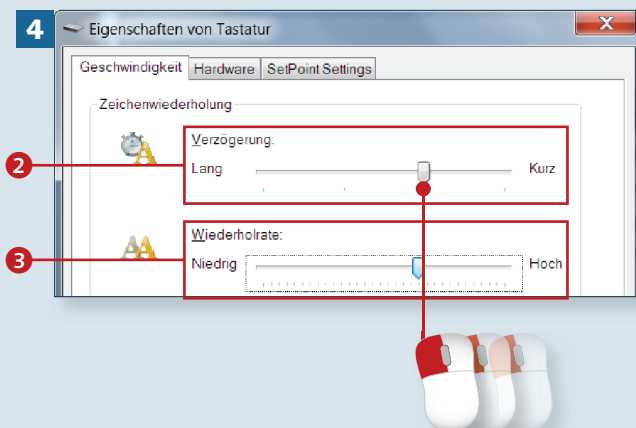 4
Eigenschaften von Tastatur
X
Geschwindigkeit Hardware SetPoint Settings
Zeichenwiederholung
2
Verzögerung:
Lang Kurz
3
Wiederholrate:
Niedrig Hoch